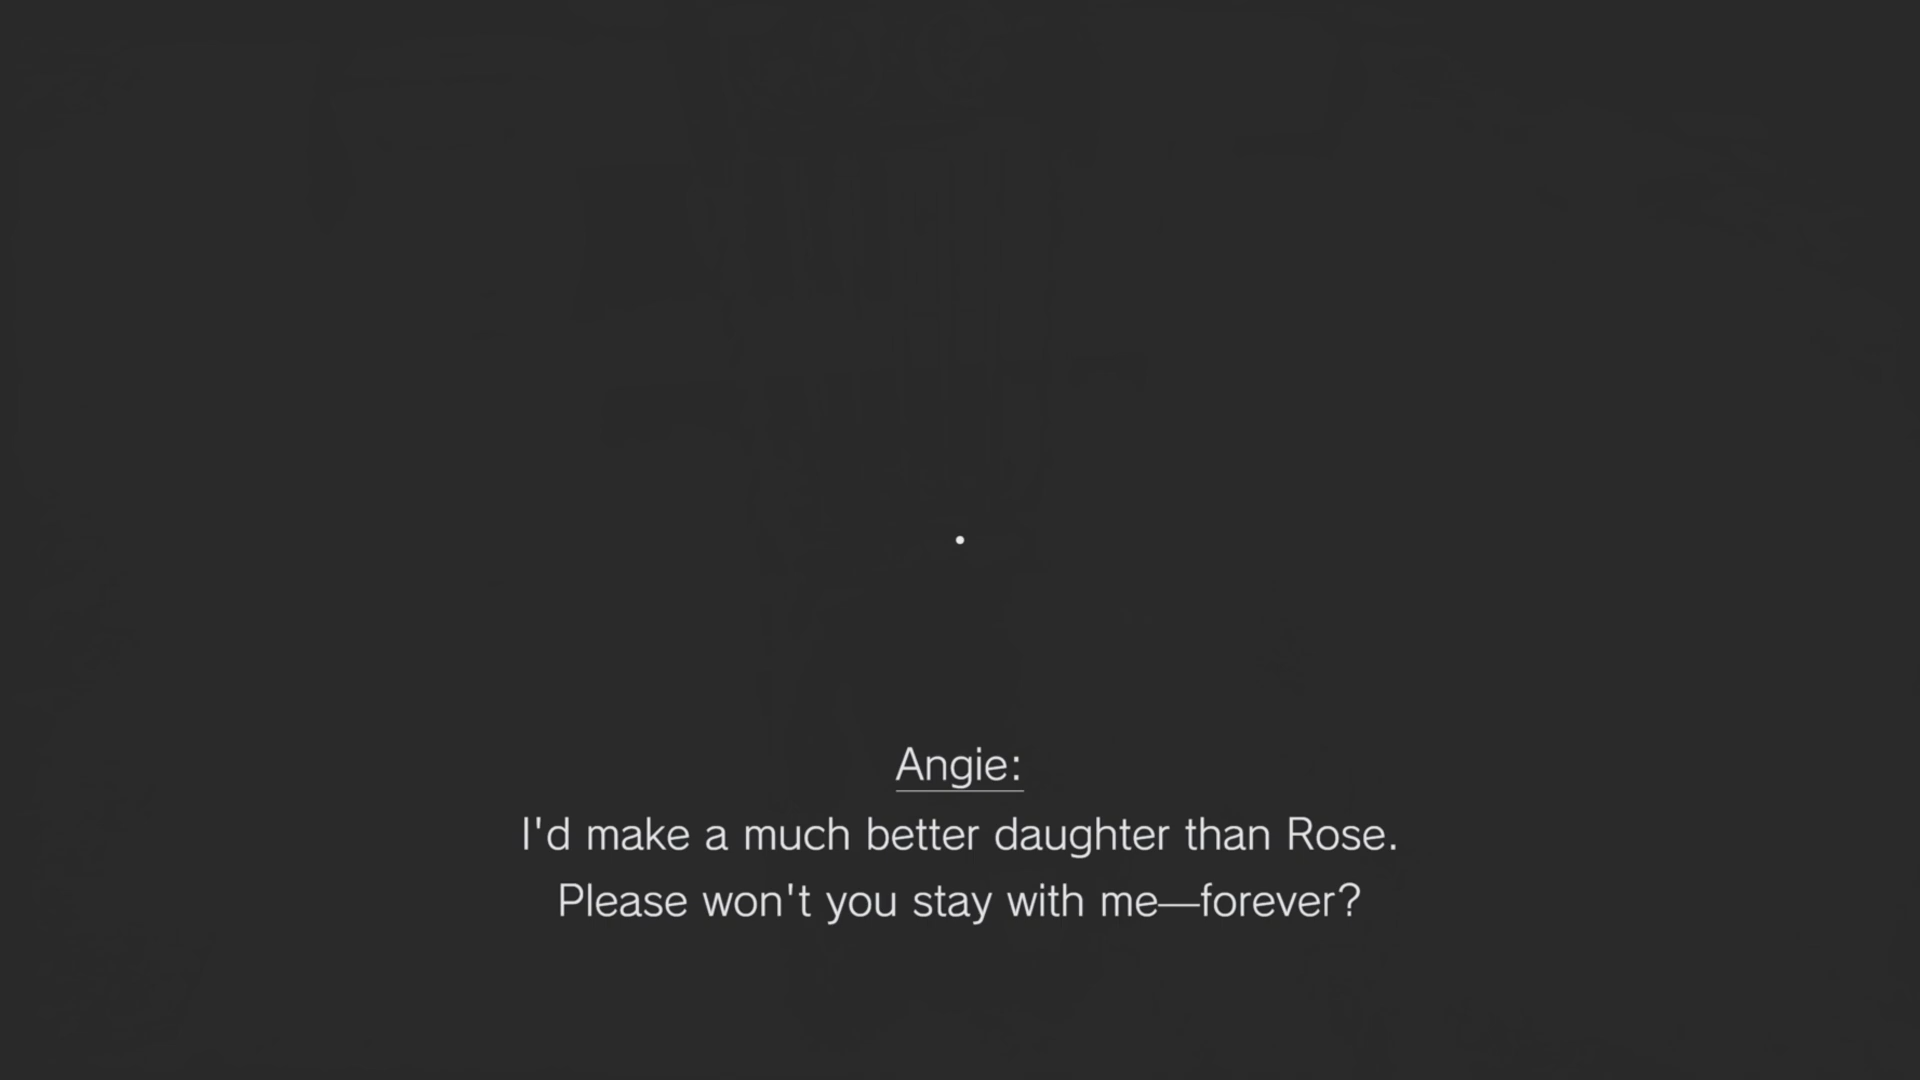 Angie:
I'd make a much better daughter than Rose.
Please won't you stay with me—forever?